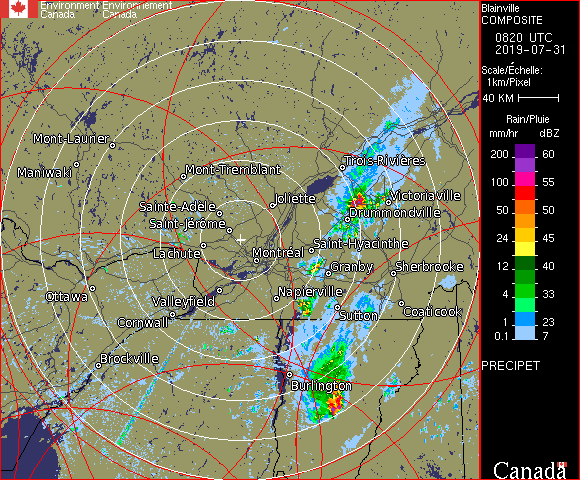 Environment Environnement
Canada Canada
Blainville
COMPOSITE
0820 UTC
2019-07-31
Scale/Échelle:
1km/Pixel
40 KM
Rain/Pluie
mm/hr dBZ
200 60
100 55
50 50
24 45
12 40
4 33
1 23
0.1 7
PRECIPET
Canada
Mont-Laurier
Maniwaki
Mont-Tremblant
Trois-Rivières
Joliette
Victoriaville
Sainte-Adele
Drummondville
Saint-Jérôme
Saint-Hyacinthe
Lachute
Montréal
Granby
Sherbrooke
Ottawa
Valleyfield
Napierville
Coaticook
Cornwall
Sutton
Brockville
Burlington